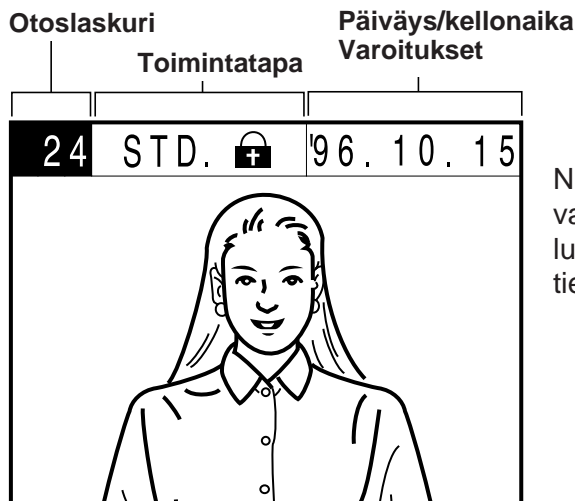 Otoslaskuri
Toimintatapa
Päiväys/kellonaika
Varoitukset
24 STD. '96. 10. 15